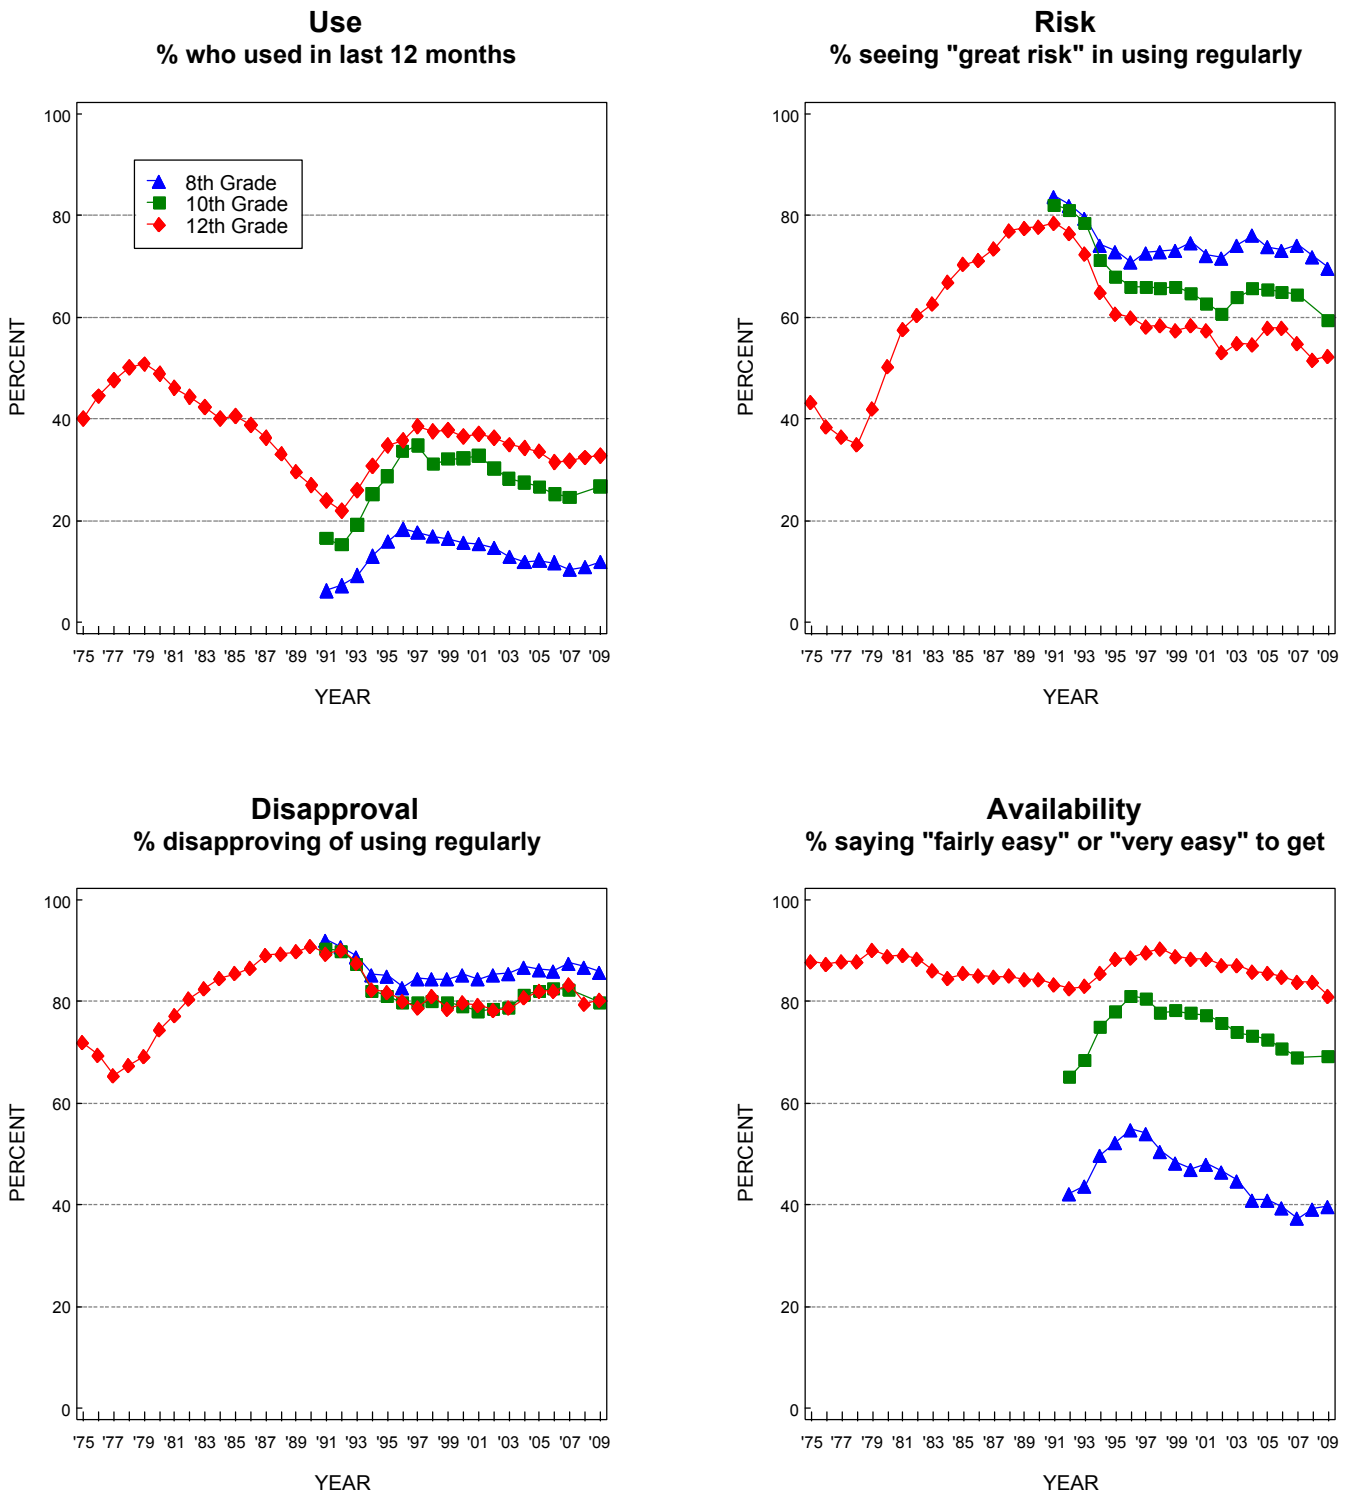 Use
% who used in last 12 months
100
80
60
40
20
0
PERCENT
8th Grade
10th Grade
12th Grade
'75 '77 '79 '81 '83 '85 '87 '89 '91 '93 '95 '97 '99 '01 '03 '05 '07 '09
YEAR
Risk
% seeing "great risk" in using regularly
100
80
60
40
20
0
PERCENT
'75 '77 '79 '81 '83 '85 '87 '89 '91 '93 '95 '97 '99 '01 '03 '05 '07 '09
YEAR
Disapproval
% disapproving of using regularly
100
80
60
40
20
0
PERCENT
'75 '77 '79 '81 '83 '85 '87 '89 '91 '93 '95 '97 '99 '01 '03 '05 '07 '09
YEAR
Availability
% saying "fairly easy" or "very easy" to get
100
80
60
40
20
0
PERCENT
'75 '77 '79 '81 '83 '85 '87 '89 '91 '93 '95 '97 '99 '01 '03 '05 '07 '09
YEAR